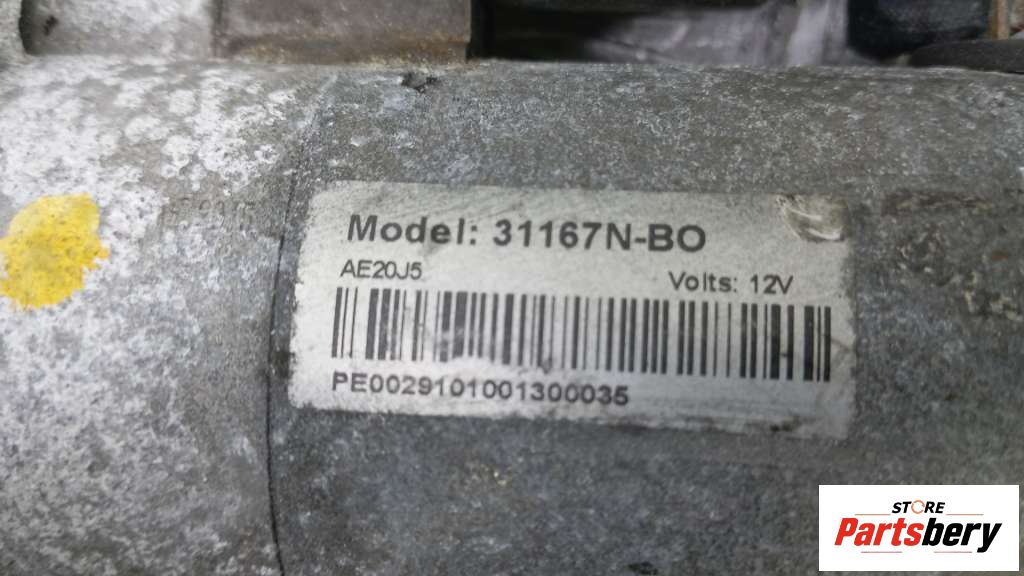 Model: 31167N-BO
AE20J5
Volts: 12V
PE0029101001300035
STORE
Partsbery